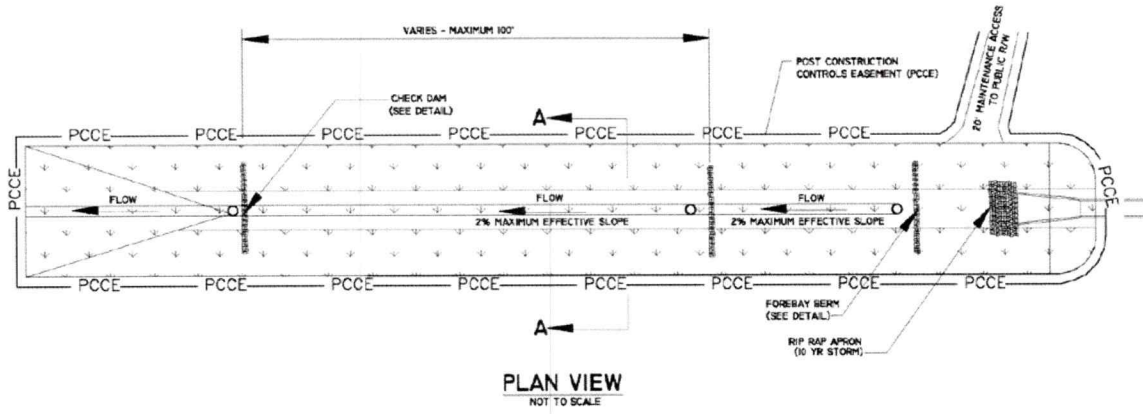 VARIES - MAXIMUM 100'
POST CONSTRUCTION
CONTROLS EASEMENT (PCCE)
20' MAINTENANCE ACCESS
TO PUBLIC R/W
CHECK DAM
(SEE DETAIL)
A
PCCE PCCE PCCE PCCE PCCE PCCE PCCE
PCCE
PCCE
FLOW
FLOW
FLOW
2% MAXIMUM EFFECTIVE SLOPE
2% MAXIMUM EFFECTIVE SLOPE
PCCE PCCE PCCE PCCE PCCE PCCE PCCE PCCE
FOREBAY BERM
(SEE DETAIL)
A
RIP RAP APRON
(10 YR STORM)
PLAN VIEW
NOT TO SCALE